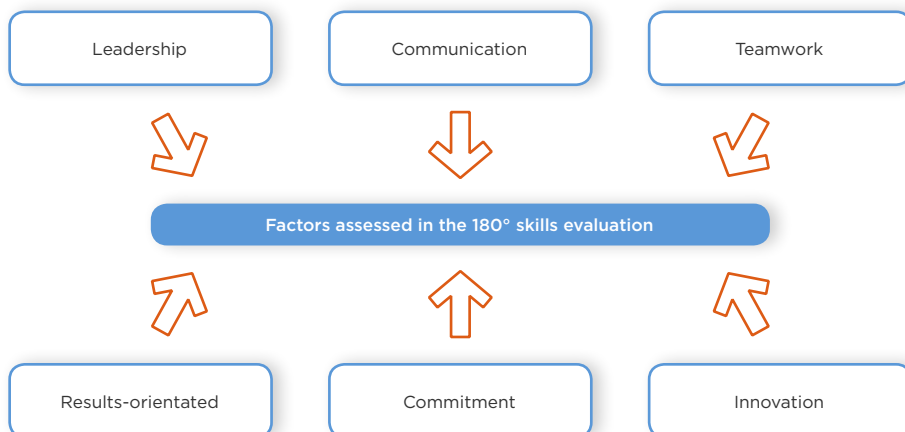 Leadership
Communication
Teamwork
Factors assessed in the 180° skills evaluation
Results-orientated
Commitment
Innovation